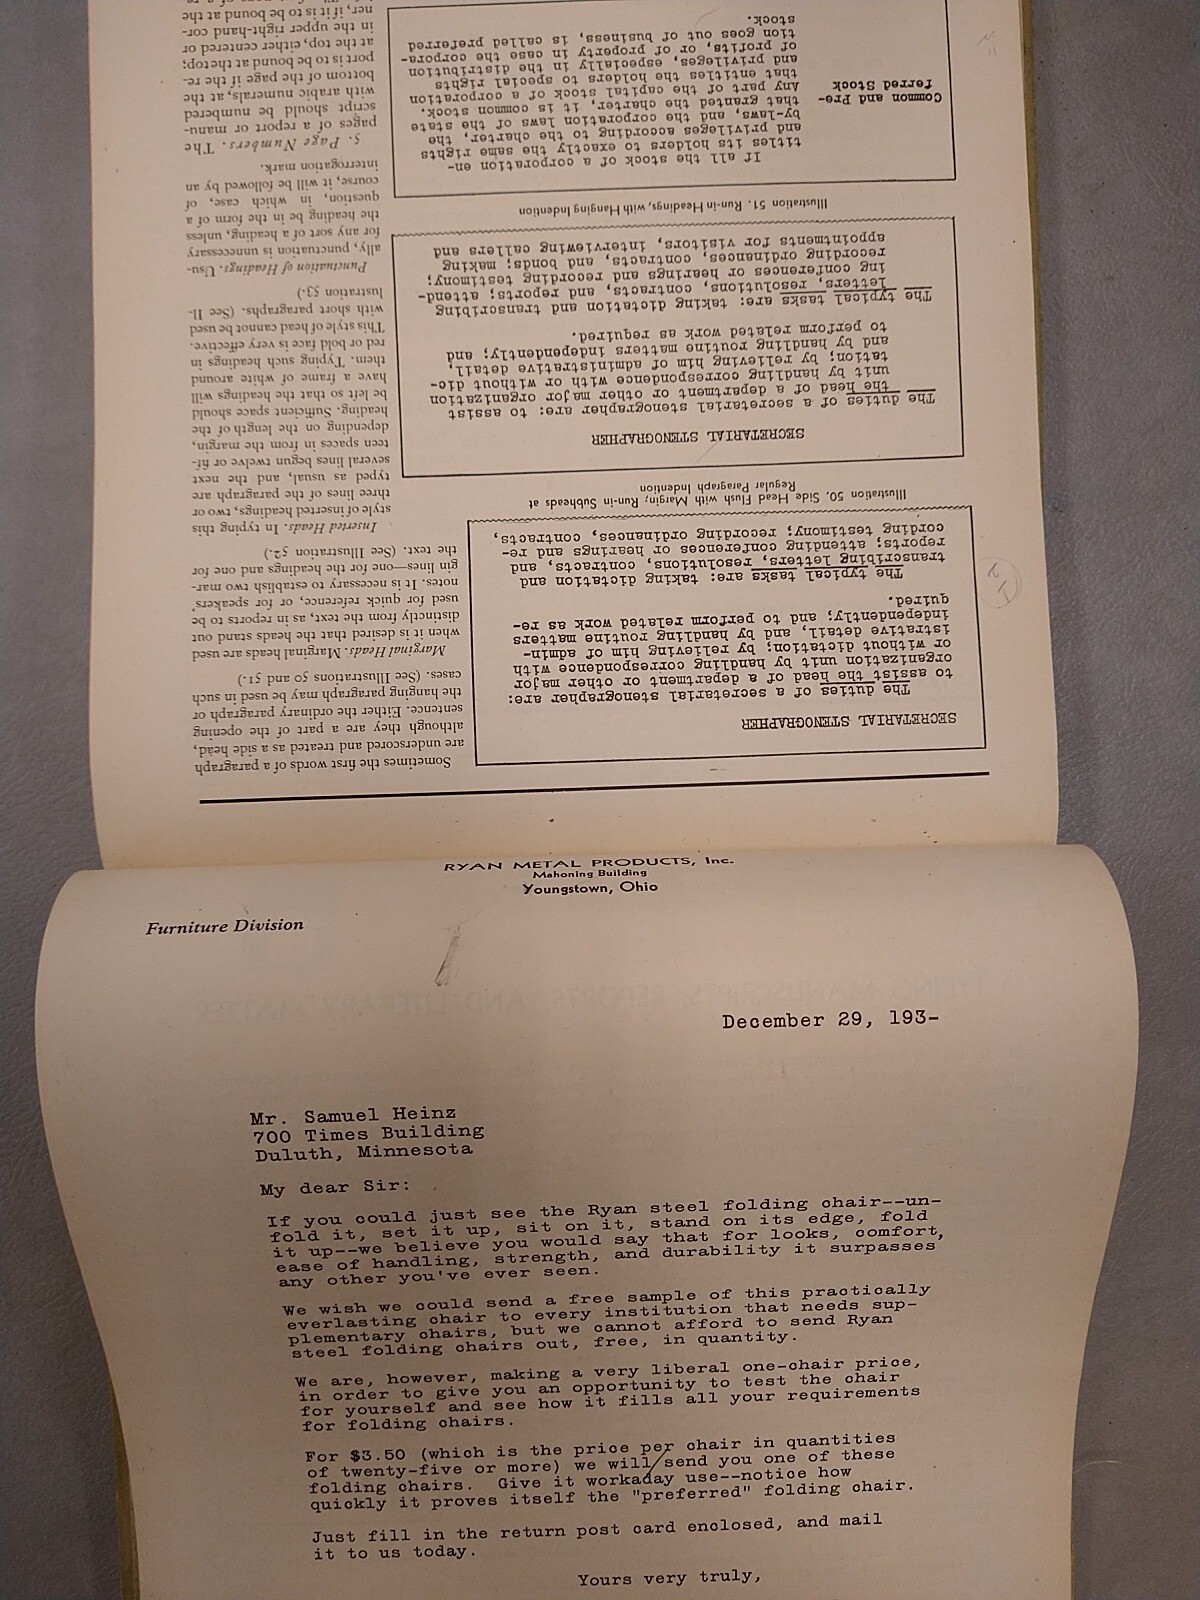 SECRETARIAL STENOGRAPHER
The duties of a secretarial stenographer are:
to assist the head of a department or other major
organization unit by handling correspondence with
or without dictation; by relieving him of admin-
istrative detail, and by handling routine matters
independently; and to perform related work as re-
quired.
The typical tasks are: taking dictation and
transcribing letters, resolutions, contracts, and
reports; attending conferences or hearings and re-
cording testimony; recording ordinances, contracts,
Illustration 50. Side Head Flush with Margin; Run-in Subheads at
Regular Paragraph Indention
SECRETARIAL STENOGRAPHER
The duties of a secretarial stenographer are: to assist
the head of a department or other major organization
unit by handling correspondence with or without dic-
tation; by relieving him of administrative detail,
and by handling routine matters independently; and
to perform related work as required.
The typical tasks are: taking dictation and transcribing
letters, resolutions, contracts, and reports; attend-
ing conferences or hearings and recording testimony;
recording ordinances, contracts, and bonds; making
appointments for visitors, interviewing callers and
Illustration 51. Run-in Headings, with Hanging Indention
If all the stock of a corporation en-
titles its holders to exactly the same rights
and privileges according to the charter, the
by-laws, and the corporation laws of the state
that granted the charter, it is common stock.
Common and Pre-
ferred Stock
Any part of the capital stock of a corporation
that entitles the holders to special rights
and privileges, especially in the distribution
of profits, or of property in case the corpora-
tion goes out of business, is called preferred
stock.
Sometimes the first words of a paragraph
are underscored and treated as a side head,
although they are a part of the opening
sentence. Either the ordinary paragraph or
the hanging paragraph may be used in such
cases. (See Illustrations 50 and 51.)
Marginal Heads. Marginal heads are used
when it is desired that the heads stand out
distinctly from the text, as in reports to be
used for quick reference, or for speakers'
notes. It is necessary to establish two mar-
gin lines—one for the headings and one for
the text. (See Illustration 52.)
Inserted Heads. In typing this
style of inserted headings, two or
three lines of the paragraph are
typed as usual, and the next
several lines begun twelve or fif-
teen spaces in from the margin,
depending on the length of the
heading. Sufficient space should
be left so that the headings will
have a frame of white around
them. Typing such headings in
red or bold face is very effective.
This style of head cannot be used
with short paragraphs. (See Il-
lustration 53.)
Punctuation of Headings. Usu-
ally, punctuation is unnecessary
for any sort of a heading, unless
the heading be in the form of a
question, in which case, of
course, it will be followed by an
interrogation mark.
5. Page Numbers. The
pages of a report or manu-
script should be numbered
with arabic numerals, at the
bottom of the page if the re-
port is to be bound at the top;
at the top, either centered or
in the upper right-hand cor-
ner, if it is to be bound at the
RYAN METAL PRODUCTS, Inc.
Mahoning Building
Youngstown, Ohio
Furniture Division
December 29, 193-
Mr. Samuel Heinz
700 Times Building
Duluth, Minnesota
My dear Sir:
If you could just see the Ryan steel folding chair--un-
fold it, set it up, sit on it, stand on its edge, fold
it up--we believe you would say that for looks, comfort,
ease of handling, strength, and durability it surpasses
any other you've ever seen.
We wish we could send a free sample of this practically
everlasting chair to every institution that needs sup-
plementary chairs, but we cannot afford to send Ryan
steel folding chairs out, free, in quantity.
We are, however, making a very liberal one-chair price,
in order to give you an opportunity to test the chair
for yourself and see how it fills all your requirements
for folding chairs.
For $3.50 (which is the price per chair in quantities
of twenty-five or more) we will send you one of these
folding chairs. Give it workaday use--notice how
quickly it proves itself the "preferred" folding chair.
Just fill in the return post card enclosed, and mail
it to us today.
Yours very truly,